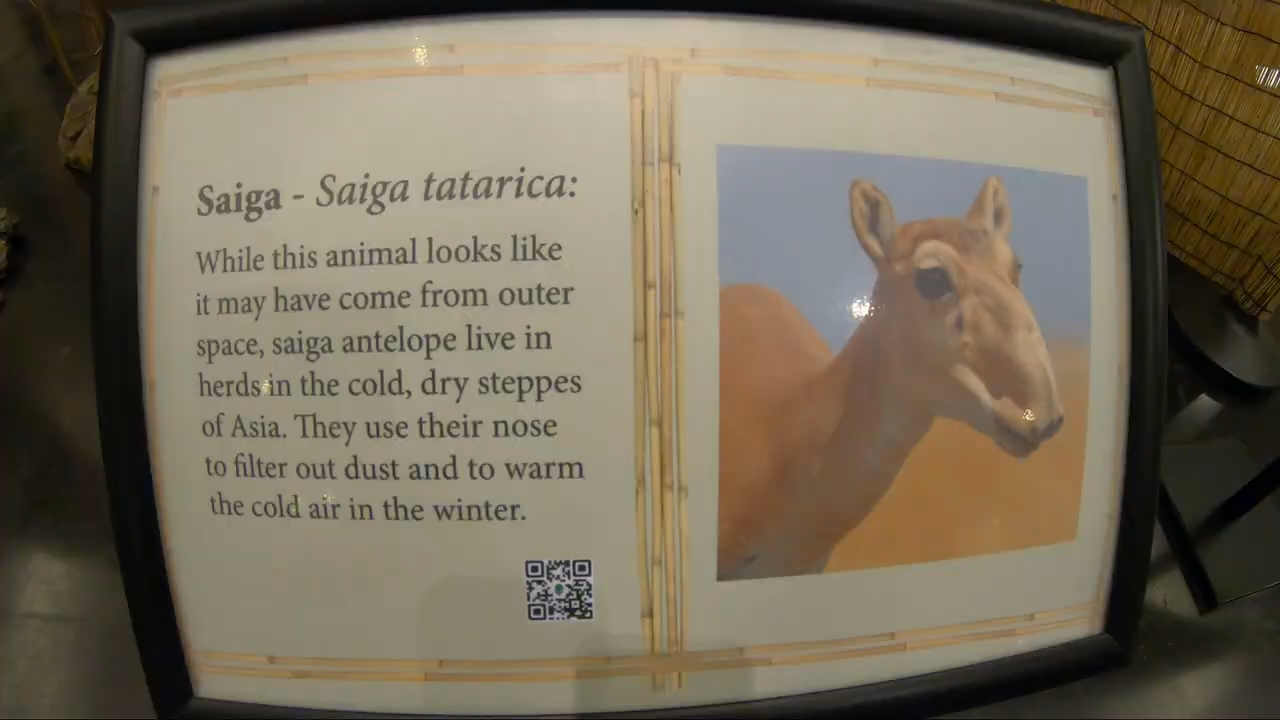 Saiga - Saiga tatarica:
While this animal looks like
it may have come from outer
space, saiga antelope live in
herds in the cold, dry steppes
of Asia. They use their nose
to filter out dust and to warm
the cold air in the winter.